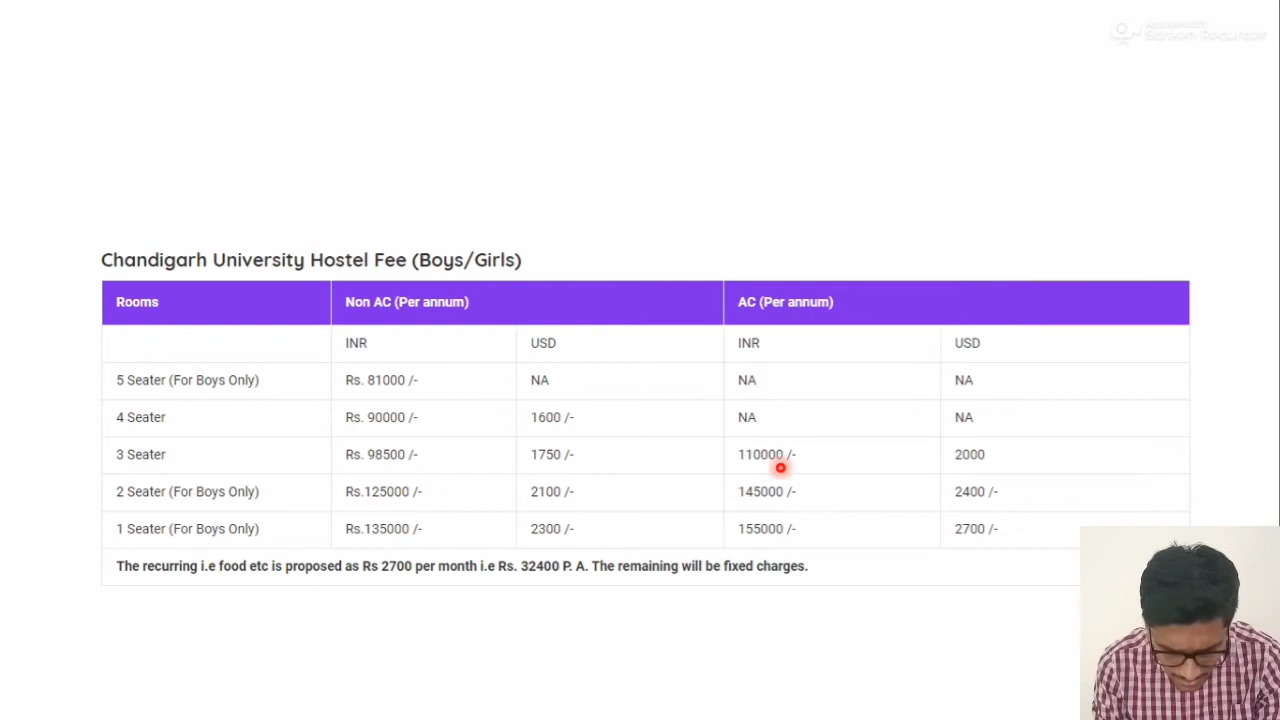 Screen Recorder
Chandigarh University Hostel Fee (Boys/Girls)
Rooms Non AC (Per annum) AC (Per annum)
INR USD INR USD
5 Seater (For Boys Only) Rs. 81000 /- NA NA NA
4 Seater Rs. 90000 /- 1600 /- NA NA
3 Seater Rs. 98500 /- 1750 /- 110000 /- 2000
2 Seater (For Boys Only) Rs.125000 /- 2100 /- 145000 /- 2400 /-
1 Seater (For Boys Only) Rs.135000 /- 2300 /- 155000 /- 2700 /-
The recurring i.e food etc is proposed as Rs 2700 per month i.e Rs. 32400 P. A. The remaining will be fixed charges.